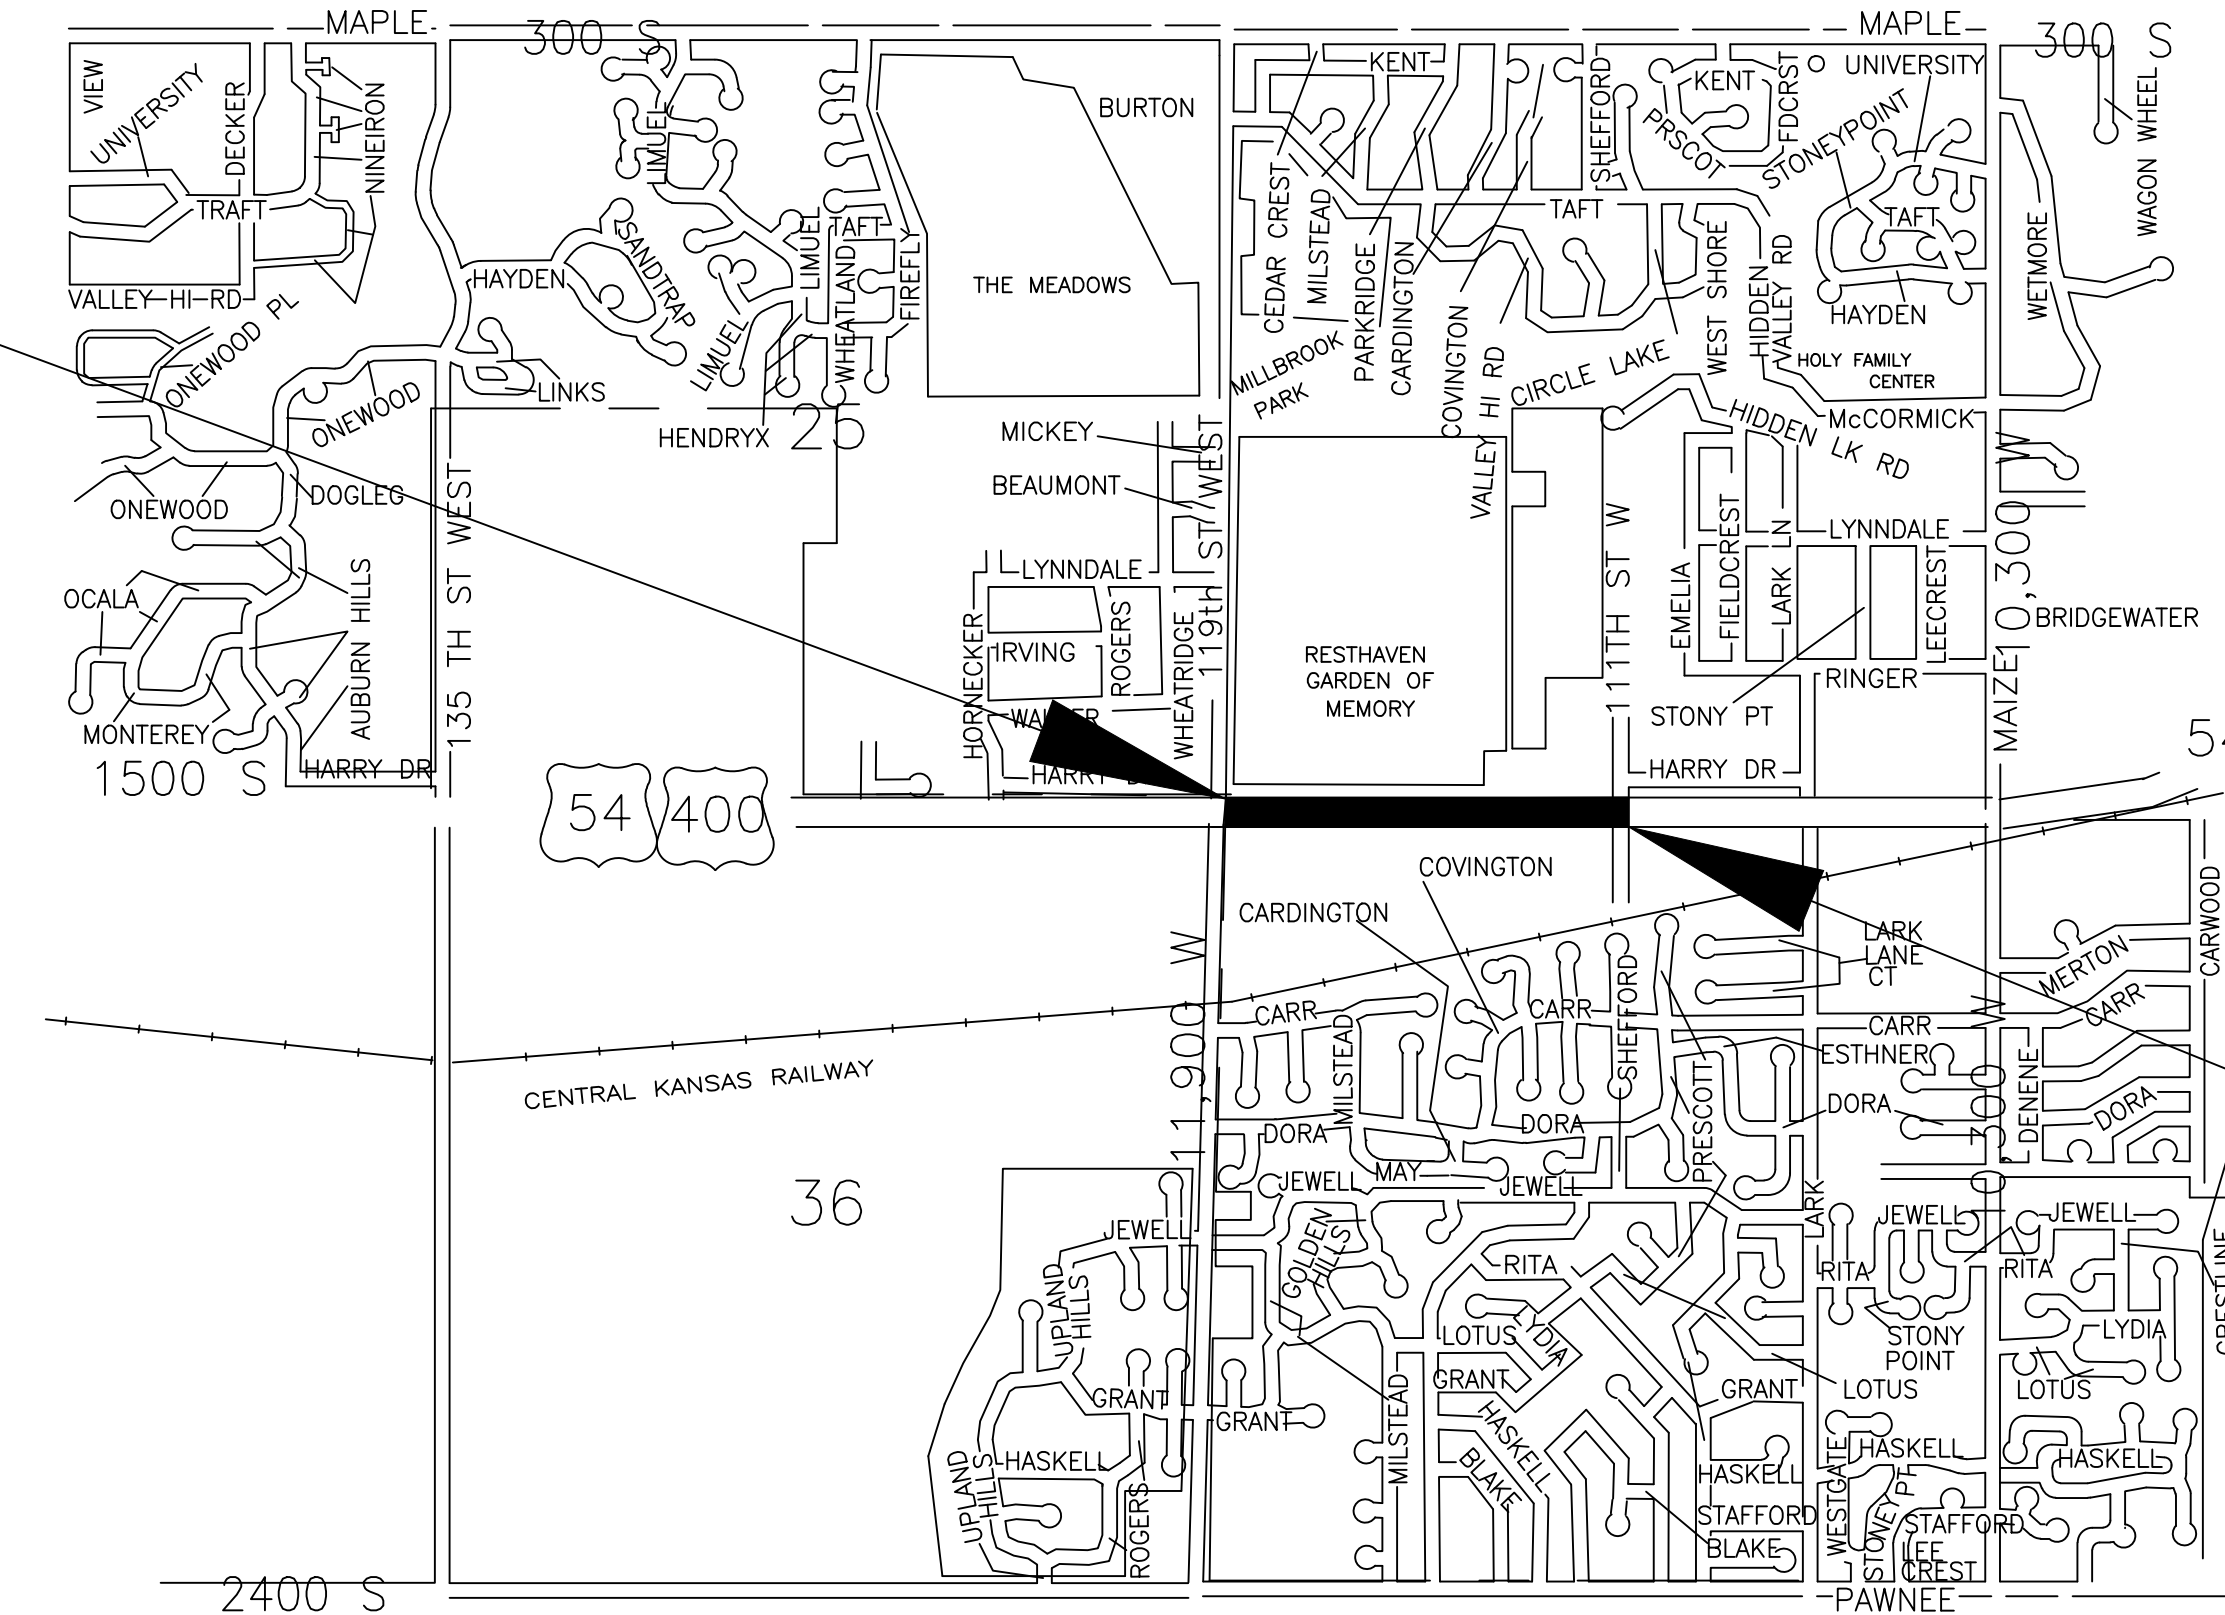 MAPLE
300 S
MAPLE
300 S
VIEW
UNIVERSITY
DECKER
NINEIRON
TRAFT
VALLEY HI RD
ONEWOOD PL
ONEWOOD
ONEWOOD
DOGLEG
HAYDEN
LINKS
SANDTRAP
LIMUEL
LIMUEL
LIMUEL
TAFT
WHEATLAND
FIREFLY
HENDRYX
25
BURTON
THE MEADOWS
KENT
SHEFFORD
KENT
PRSCOT
FDCRST
UNIVERSITY
STONEYPOINT
WAGON WHEEL
WETMORE
CEDAR CREST
MILSTEAD
PARKRIDGE
CARDINGTON
COVINGTON
VALLEY HI RD
TAFT
TAFT
WEST SHORE
HIDDEN
VALLEY RD
HAYDEN
MILLBROOK
PARK
CIRCLE LAKE
HOLY FAMILY
CENTER
McCORMICK
HIDDEN LK RD
MICKEY
BEAUMONT
119th ST WEST
135 TH ST WEST
OCALA
AUBURN HILLS
MONTEREY
HARRY DR
1500 S
LYNNDALE
HORNECKER
IRVING
ROGERS
WHEATRIDGE
HARRY D
RESTHAVEN
GARDEN OF
MEMORY
111TH ST W
EMELIA
FIELDCREST
LARK LN
LYNNDALE
LEECREST
RINGER
STONY PT
HARRY DR
MAIZE
10,300 W
BRIDGEWATER
54
54
400
COVINGTON
CARDINGTON
CENTRAL KANSAS RAILWAY
11,900 W
CARR
MILSTEAD
CARR
SHEFFORD
PRESCOTT
LARK
LANE
CT
CARR
ESTHNER
DORA
DORA
DORA
MAY
JEWELL
JEWELL
10,300 W
DENENE
MERTON
CARR
DORA
CARWOOD
CRESTLINE
36
JEWELL
UPLAND
HILLS
GRANT
HASKELL
UPLAND
HILLS
ROGERS
GOLDEN
HILLS
GRANT
MILSTEAD
RITA
LOTUS
LYDIA
GRANT
HASKELL
BLAKE
LARK
JEWELL
RITA
STONY
POINT
LOTUS
GRANT
HASKELL
STAFFORD
BLAKE
WESTGATE
HASKELL
STONEY PT
STAFFORD
LEE
CREST
JEWELL
RITA
LYDIA
LOTUS
HASKELL
2400 S
PAWNEE